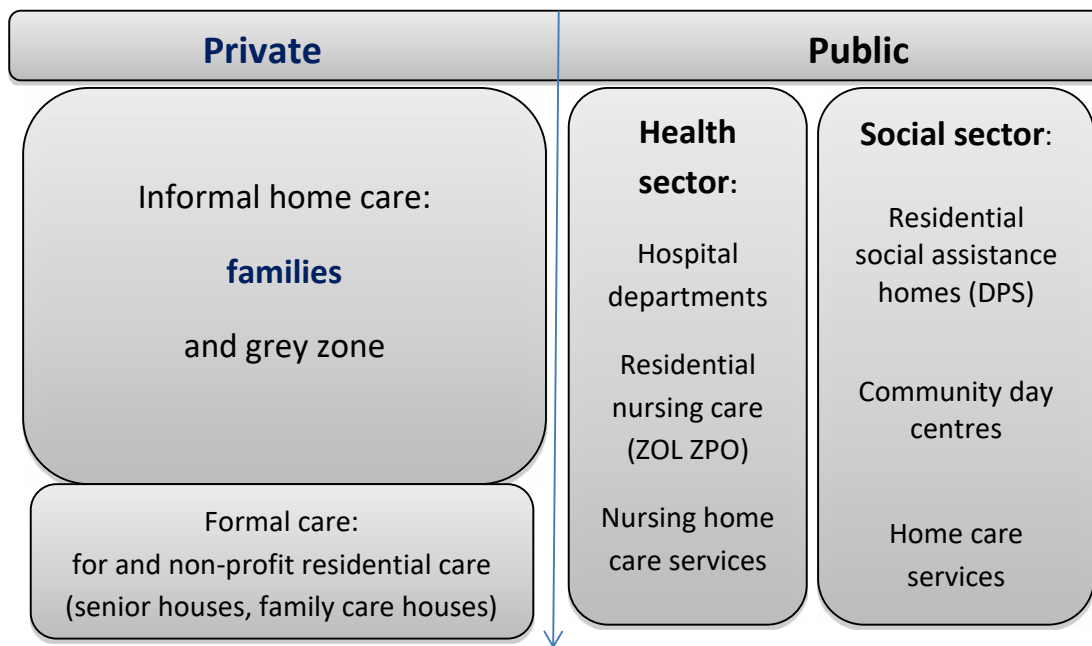 Private
Public
Informal home care:
families
and grey zone
Formal care:
for and non-profit residential care
(senior houses, family care houses)
Health
sector:
Hospital
departments
Residential
nursing care
(ZOL ZPO)
Nursing home
care services
Social sector:
Residential
social assistance
homes (DPS)
Community day
centres
Home care
services